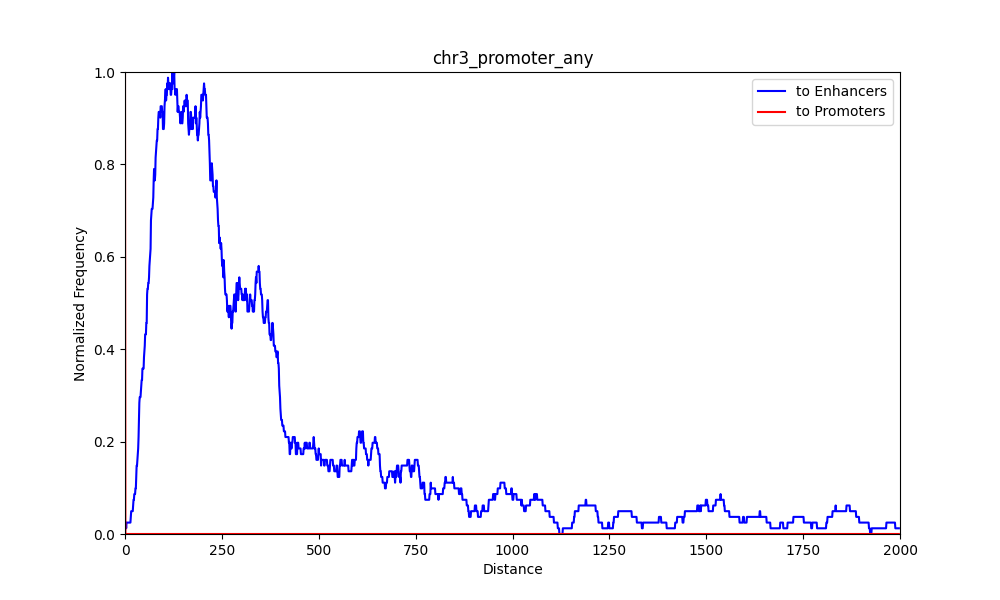 chr3_promoter_any
to Enhancers
to Promoters
Normalized Frequency
1.0
0.8
0.6
0.4
0.2
0.0
0 250 500 750 1000 1250 1500 1750 2000
Distance